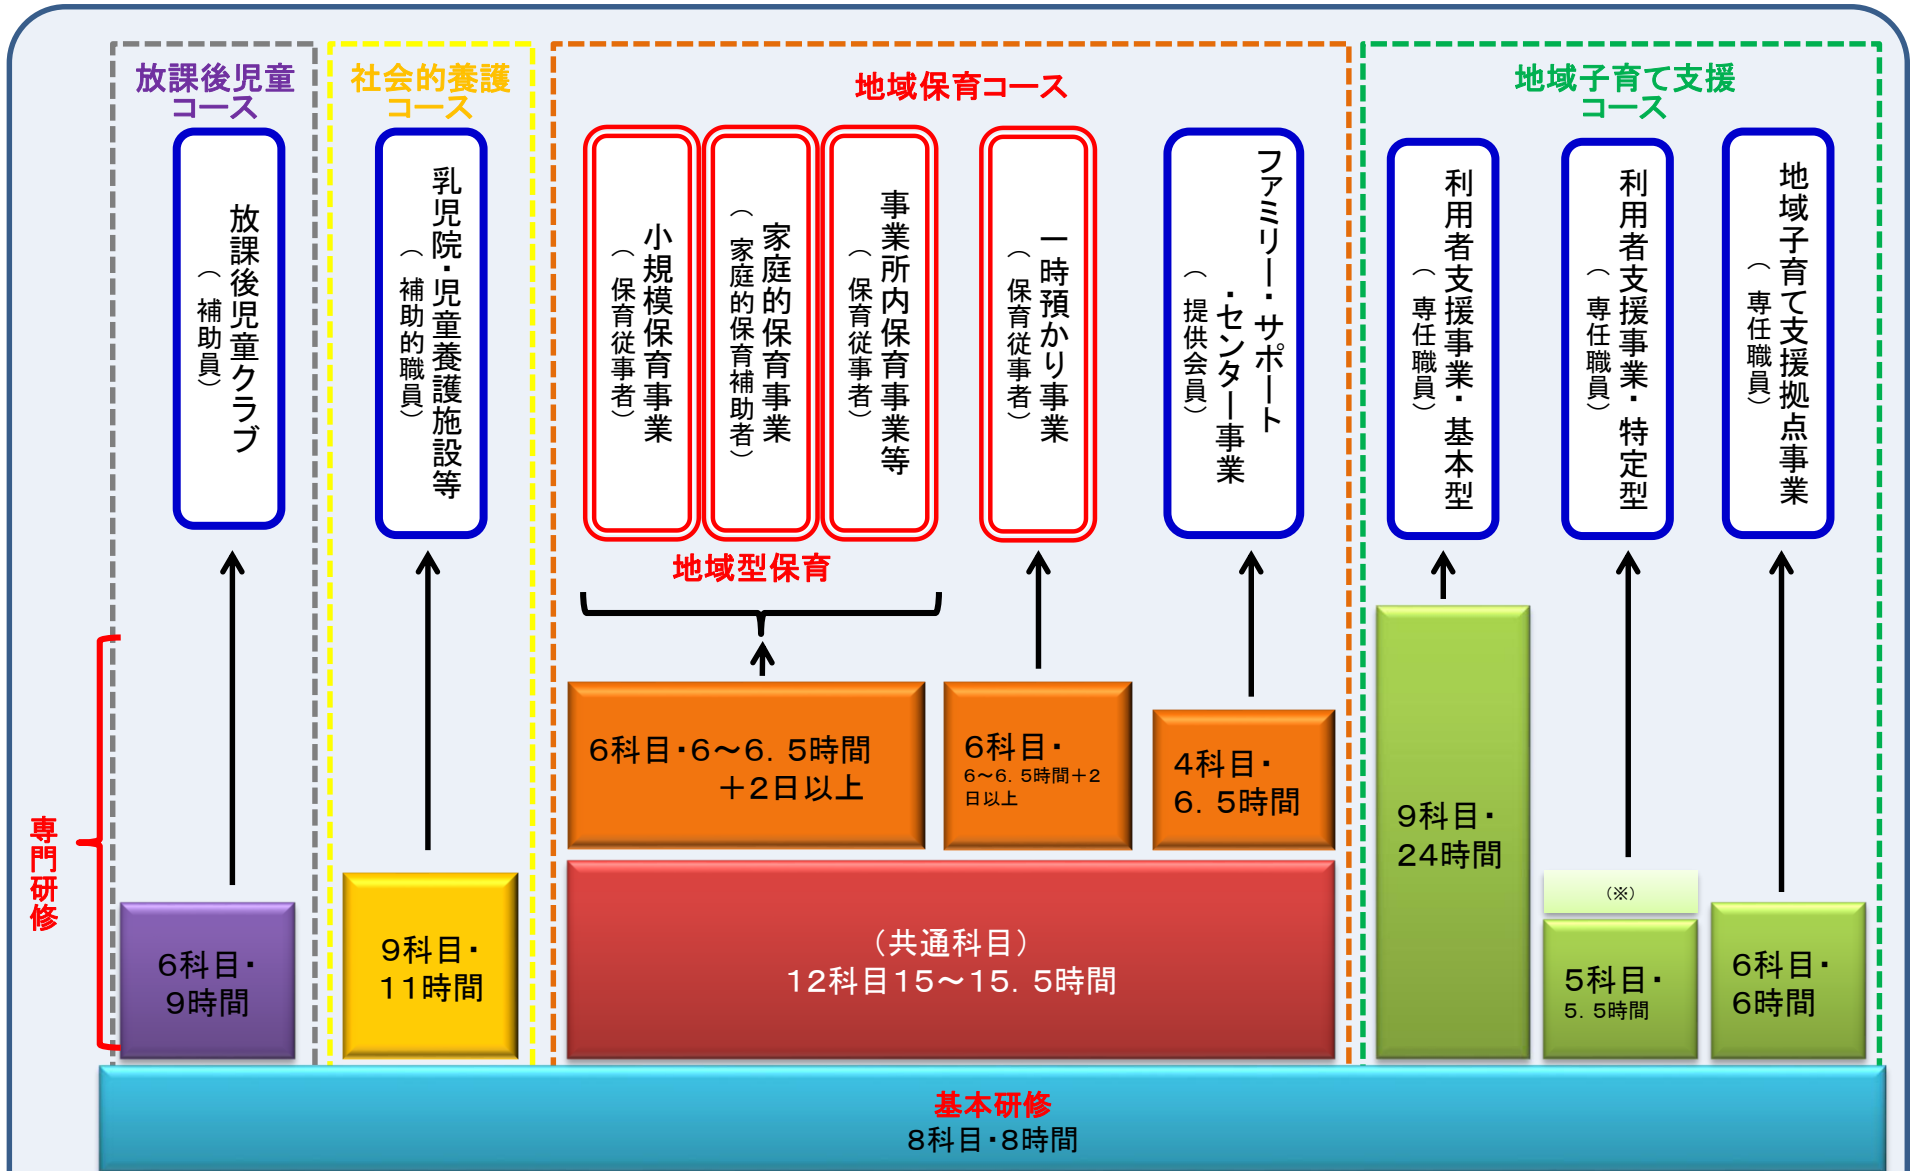 放課後児童
コース
社会的養護
コース
地域保育コース
地域子育て支援
コース
放課後児童クラブ
（補助員）
乳児院・児童養護施設等
（補助的職員）
小規模保育事業
（保育従事者）
家庭的保育事業
（家庭的保育補助者）
事業所内保育事業等
（保育従事者）
一時預かり事業
（保育従事者）
ファミリー・サポート
・センター事業
（提供会員）
利用者支援事業・基本型
（専任職員）
利用者支援事業・特定型
（専任職員）
地域子育て支援拠点事業
（専任職員）
地域型保育
専門研修
6科目・
9時間
9科目・
11時間
6科目・6～6．5時間
＋2日以上
6科目・
6～6．5時間＋2
日以上
4科目・
6．5時間
（共通科目）
12科目15～15．5時間
9科目・
24時間
（※）
5科目・
5．5時間
6科目・
6時間
基本研修
8科目・8時間